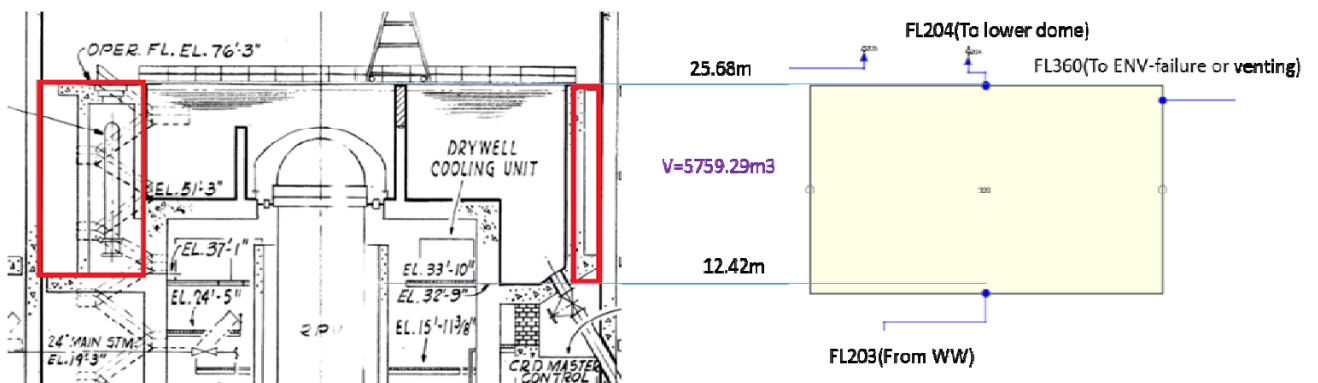 OPER. FL. EL. 76'-3"
EL. 51'-3"
DRYWELL
COOLING UNIT
EL. 37'-1"
EL. 33'-10"
EL. 32'-9"
EL. 24'-5"
EL. 15'-11 3/8"
24" MAIN STM.
EL. 19'-3"
RPV
CRD MASTER
CONTROL
25.68m
V=5759.29m3
12.42m
FL204(To lower dome)
FL360(To ENV-failure or venting)
FL203(From WW)